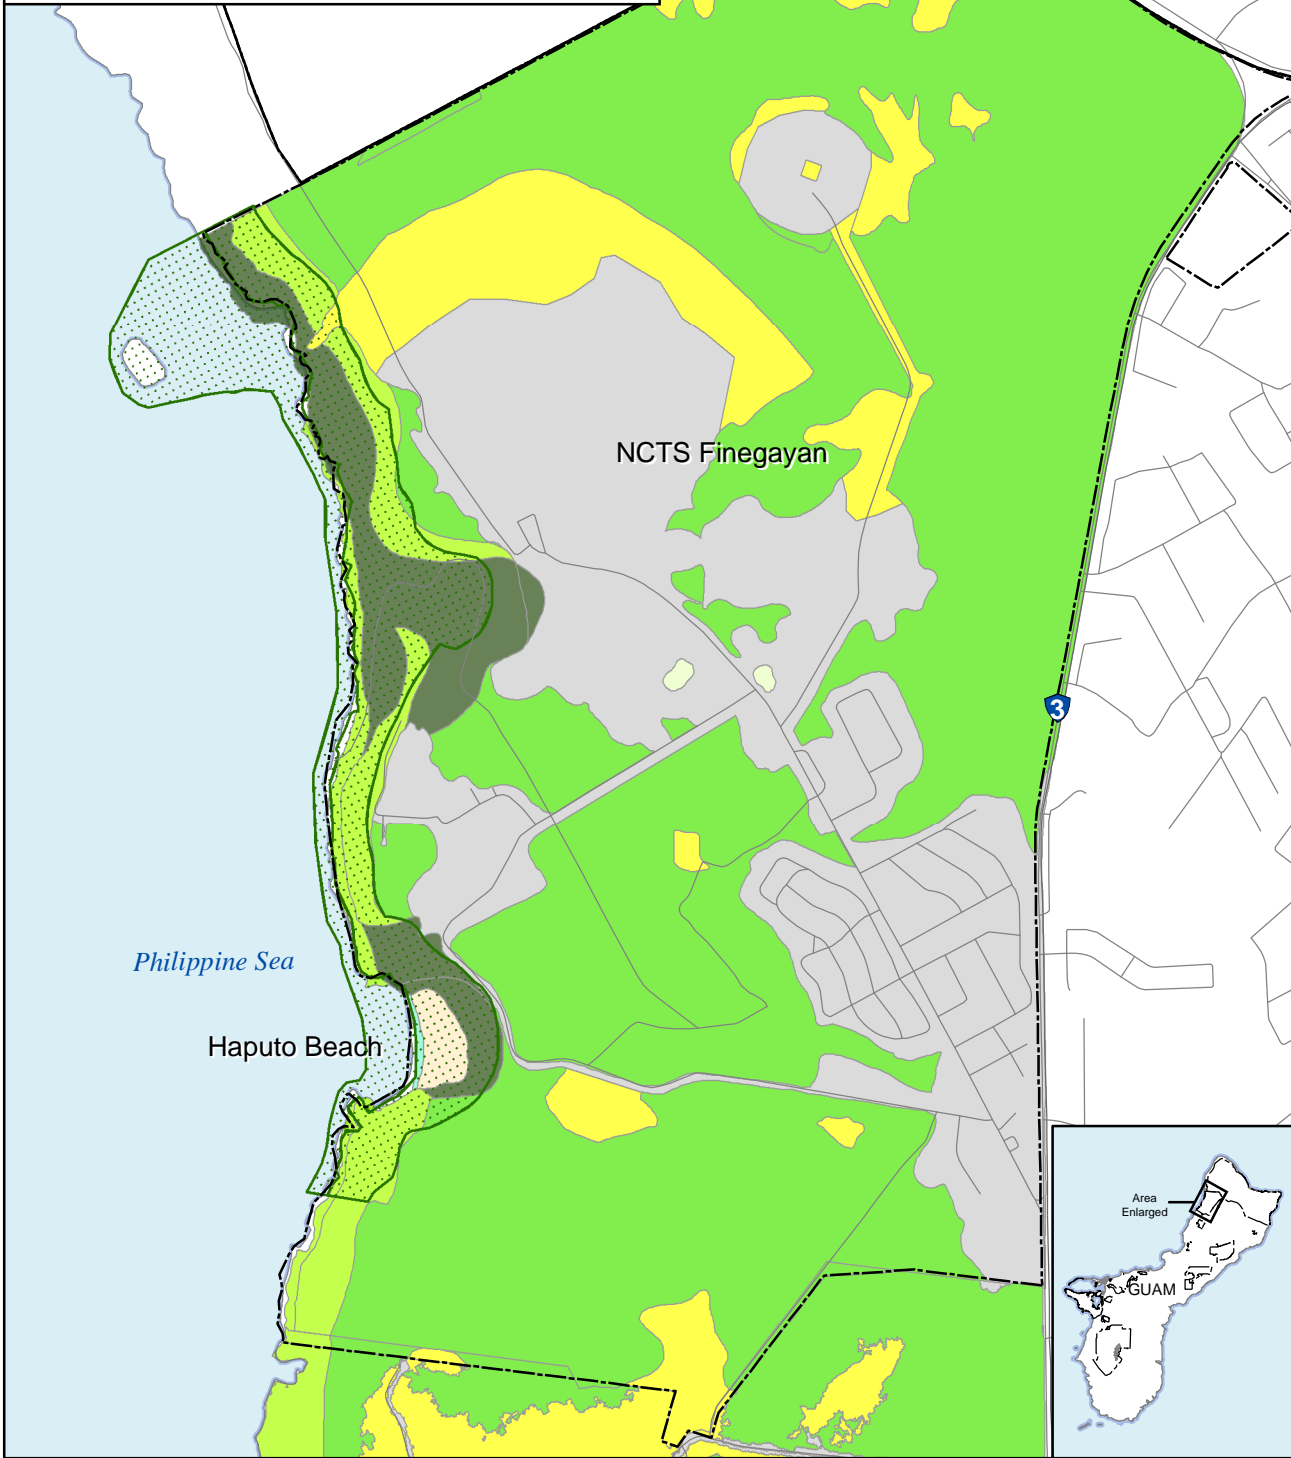 NCTS Finegayan
3
Philippine Sea
Haputo Beach
Area
Enlarged
GUAM